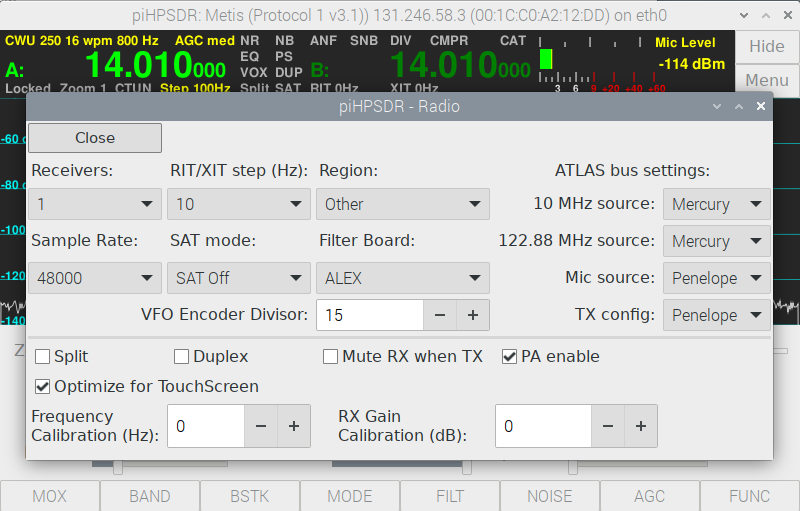 piHPSDR: Metis (Protocol 1 v3.1)) 131.246.58.3 (00:1C:C0:A2:12:DD) on eth0
CWU 250 16 wpm 800 Hz AGC med NR NB ANF SNB DIV CMPR CAT Mic Level Hide
EQ PS
A: 14.010000 VOX DUP B: 14.010000 -114 dBm
Locked Zoom 1 CTUN Step 100Hz Split SAT RIT 0Hz XIT 0Hz 3 6 9 +20 +40 +60 Menu
piHPSDR - Radio
Close
Receivers: RIT/XIT step (Hz): Region: ATLAS bus settings:
1 10 Other 10 MHz source: Mercury
Sample Rate: SAT mode: Filter Board: 122.88 MHz source: Mercury
48000 SAT Off ALEX Mic source: Penelope
VFO Encoder Divisor: 15 − + TX config: Penelope
Split Duplex Mute RX when TX PA enable
Optimize for TouchScreen
Frequency Calibration (Hz): 0 − + RX Gain Calibration (dB): 0 − +
-60
-80
-100
-120
-140
MOX BAND BSTK MODE FILT NOISE AGC FUNC